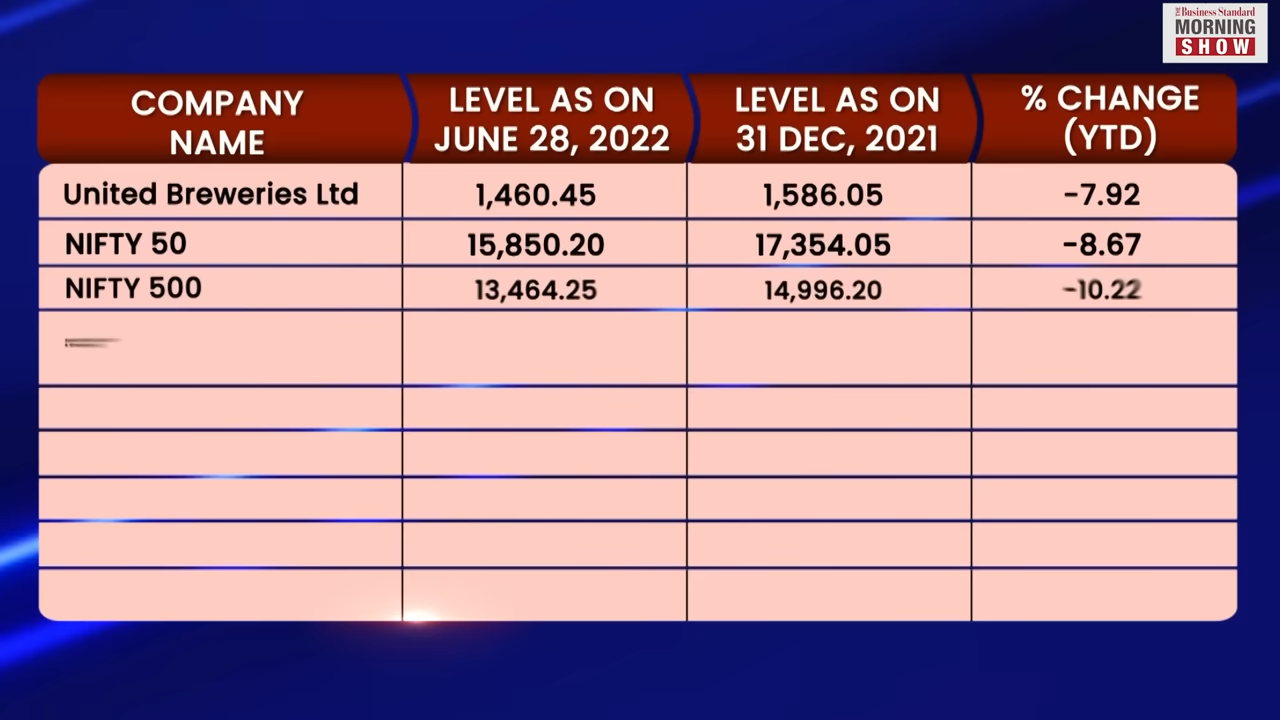 THE Business Standard
MORNING
SHOW
COMPANY NAME
LEVEL AS ON JUNE 28, 2022
LEVEL AS ON 31 DEC, 2021
% CHANGE (YTD)
United Breweries Ltd 1,460.45 1,586.05 -7.92
NIFTY 50 15,850.20 17,354.05 -8.67
NIFTY 500 13,464.25 14,996.20 -10.22